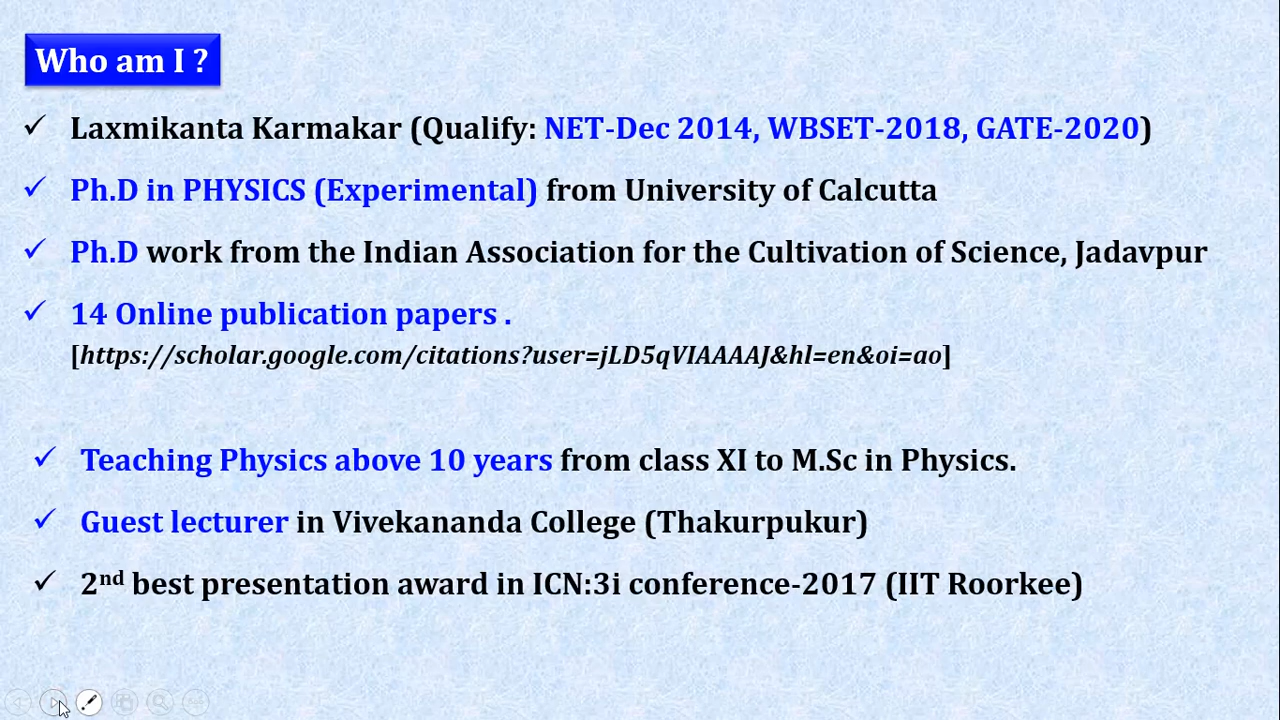 Who am I ?
✓ Laxmikanta Karmakar (Qualify: NET-Dec 2014, WBSET-2018, GATE-2020)
✓ Ph.D in PHYSICS (Experimental) from University of Calcutta
✓ Ph.D work from the Indian Association for the Cultivation of Science, Jadavpur
✓ 14 Online publication papers .
[https://scholar.google.com/citations?user=jLD5qVIAAAAJ&hl=en&oi=ao]
✓ Teaching Physics above 10 years from class XI to M.Sc in Physics.
✓ Guest lecturer in Vivekananda College (Thakurpukur)
✓ 2nd best presentation award in ICN:3i conference-2017 (IIT Roorkee)